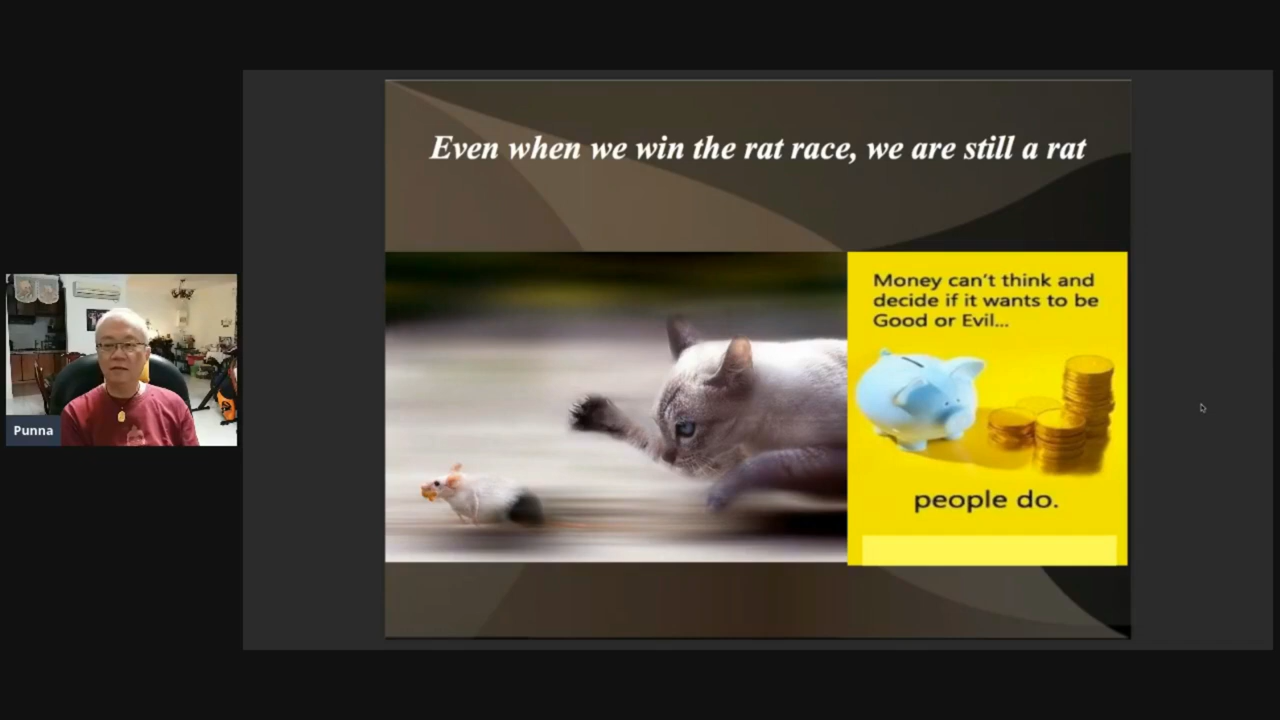 Even when we win the rat race, we are still a rat
Money can't think and
decide if it wants to be
Good or Evil...
people do.
Punna